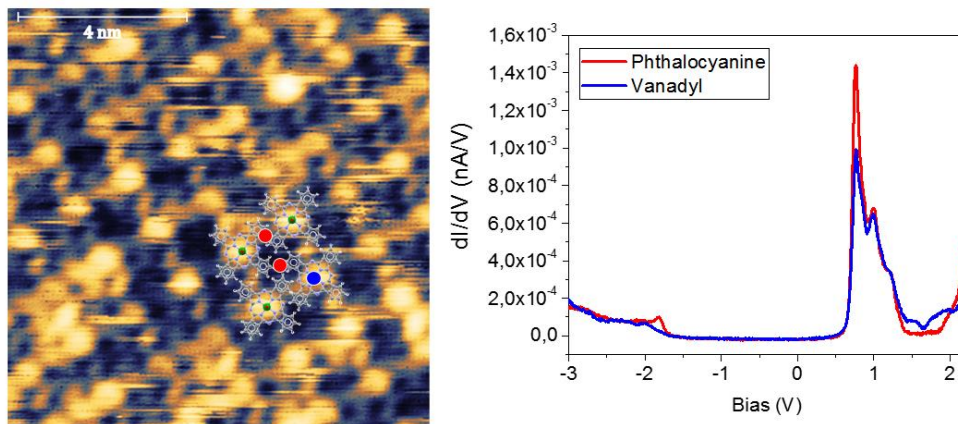 4 nm
1,6x10⁻³
1,4x10⁻³
1,2x10⁻³
1,0x10⁻³
8,0x10⁻⁴
6,0x10⁻⁴
4,0x10⁻⁴
2,0x10⁻⁴
0,0
dI/dV (nA/V)
Phthalocyanine
Vanadyl
-3 -2 -1 0 1 2
Bias (V)